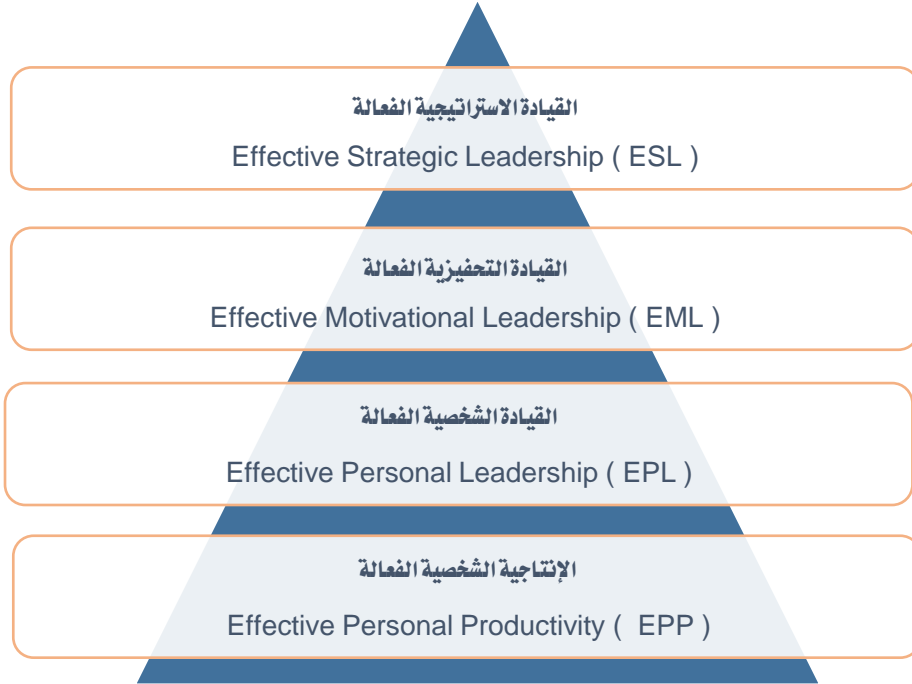 القيادة الاستراتيجية الفعالة
Effective Strategic Leadership ( ESL )
القيادة التحفيزية الفعالة
Effective Motivational Leadership ( EML )
القيادة الشخصية الفعالة
Effective Personal Leadership ( EPL )
الإنتاجية الشخصية الفعالة
Effective Personal Productivity (  EPP )